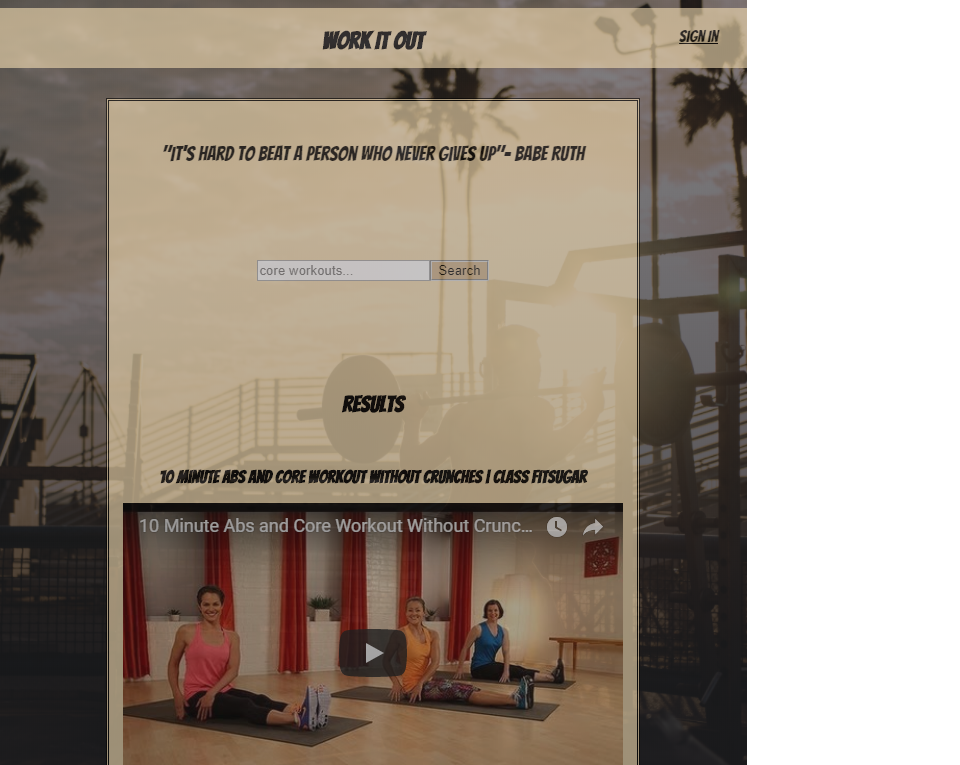 WORK IT OUT
SIGN IN
"IT'S HARD TO BEAT A PERSON WHO NEVER GIVES UP"- BABE RUTH
core workouts...
Search
RESULTS
10 MINUTE ABS AND CORE WORKOUT WITHOUT CRUNCHES | CLASS FITSUGAR
10 Minute Abs and Core Workout Without Crunc...